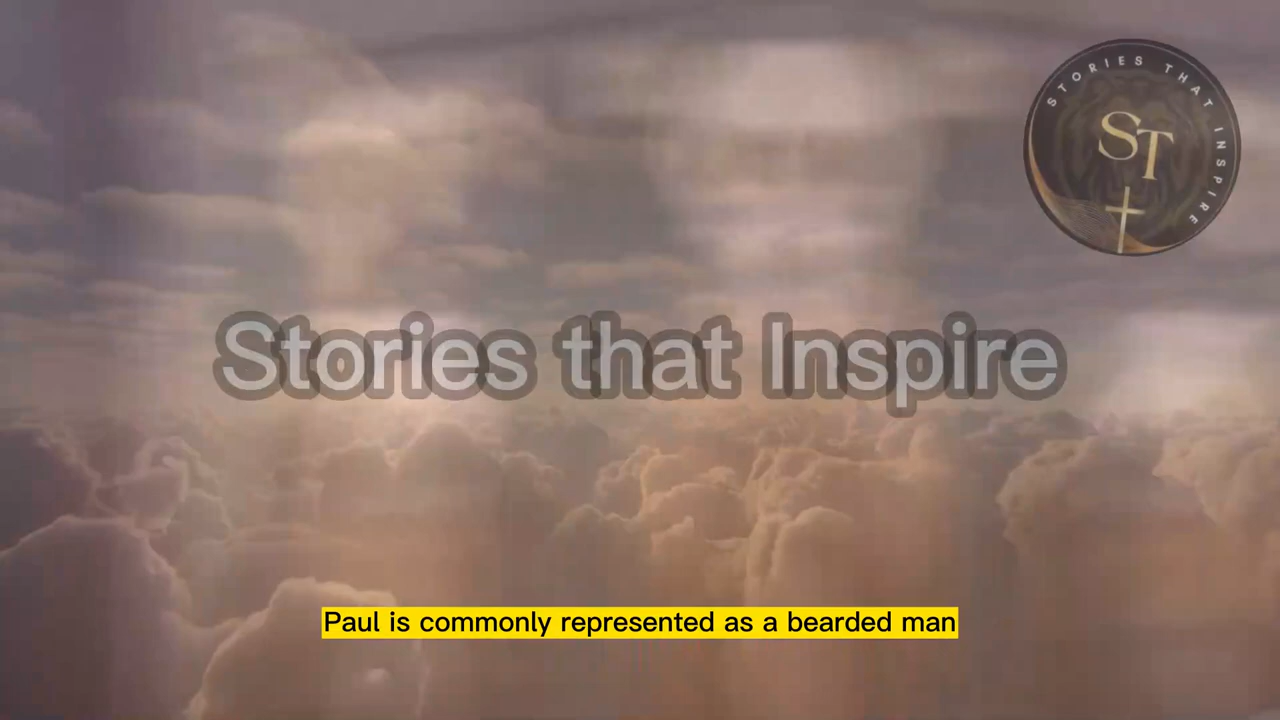 STORIES THAT INSPIRE
ST
Stories that Inspire
Paul is commonly represented as a bearded man